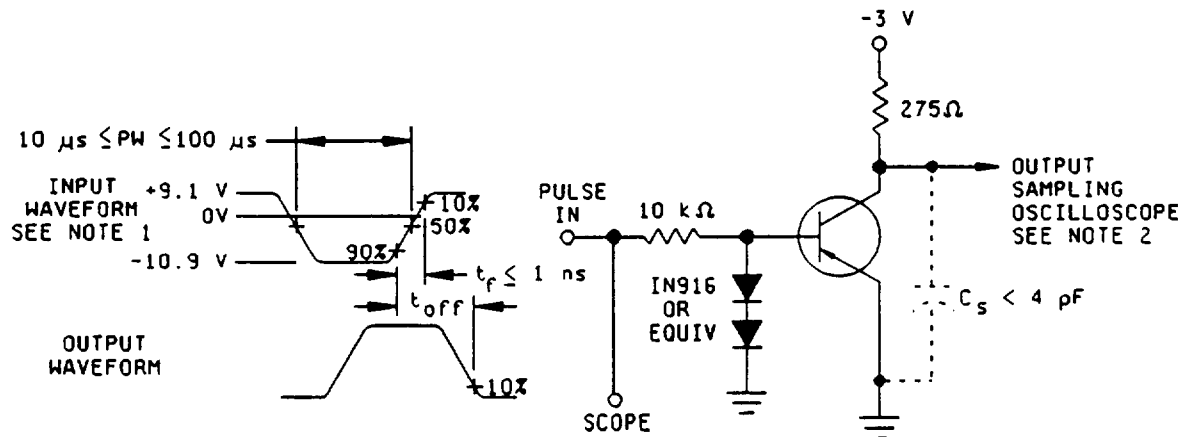 10 μs ≤PW ≤100 μs
INPUT
WAVEFORM
SEE NOTE 1
+9.1 V
0V
-10.9 V
10%
50%
90%
t_f ≤ 1 ns
t_off
OUTPUT
WAVEFORM
10%
PULSE
IN
10 kΩ
IN916
OR
EQUIV
SCOPE
-3 V
275Ω
OUTPUT
SAMPLING
OSCILLOSCOPE
SEE NOTE 2
C_s < 4 pF